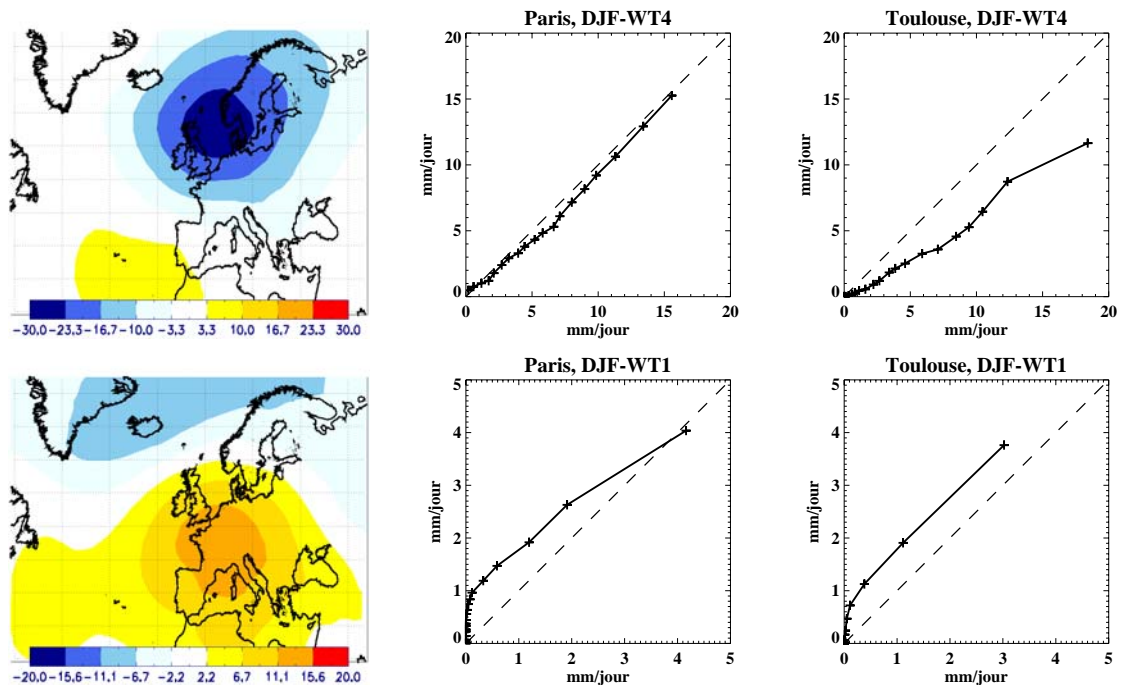 Paris, DJF-WT4
20
15
10
5
0
mm/jour
0 5 10 15 20
mm/jour
Toulouse, DJF-WT4
20
15
10
5
0
mm/jour
0 5 10 15 20
mm/jour
−30.0 −23.3 −16.7 −10.0 −3.3 3.3 10.0 16.7 23.3 30.0
Paris, DJF-WT1
5
4
3
2
1
0
mm/jour
0 1 2 3 4 5
mm/jour
Toulouse, DJF-WT1
5
4
3
2
1
0
mm/jour
0 1 2 3 4 5
mm/jour
−20.0 −15.6 −11.1 −6.7 −2.2 2.2 6.7 11.1 15.6 20.0